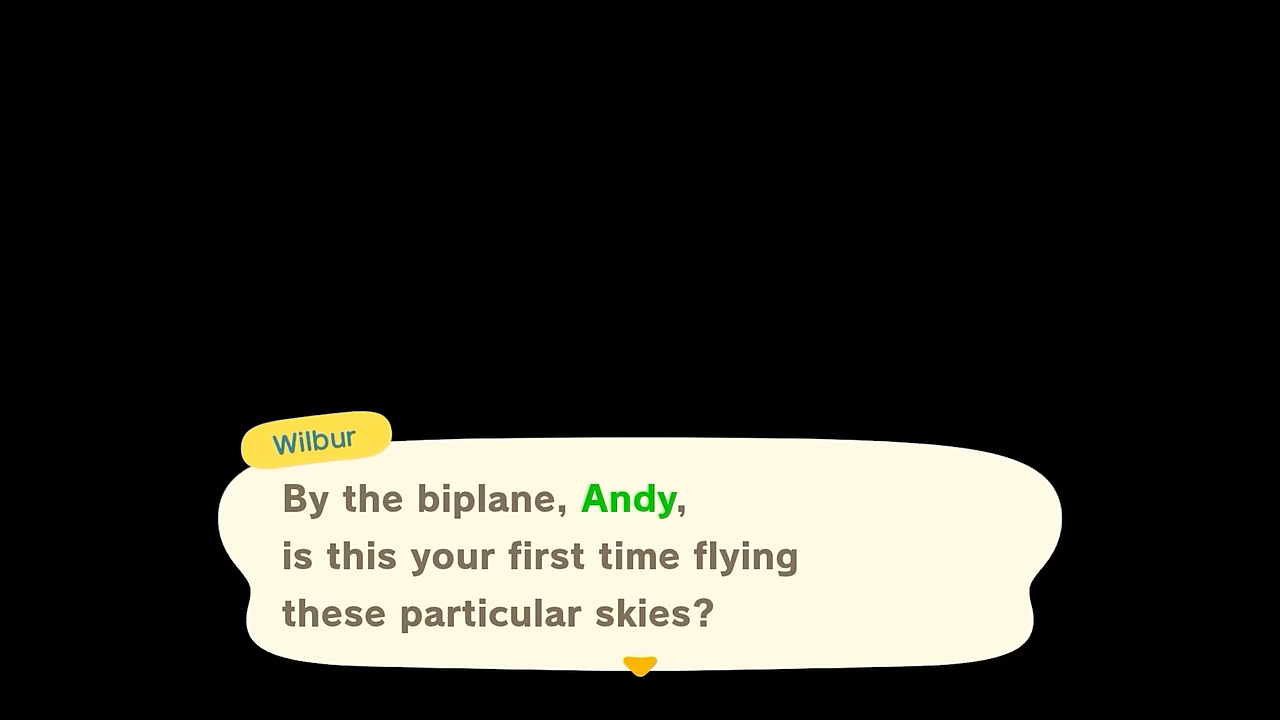 Wilbur
By the biplane, Andy,
is this your first time flying
these particular skies?